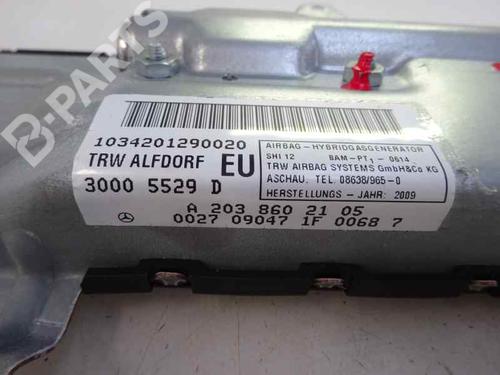 B-PARTS
1034201290020
TRW ALFDORF EU
3000 5529 D
AIRBAG-HYBRIDGASGENERATOR
SHI 12 BAM-PT1-0614
TRW AIRBAG SYSTEMS GmbH&Co KG
ASCHAU. TEL. 08638/965-0
HERSTELLUNGS - JAHR: 2009
A 203 860 21 05
0027 09047 1F 0068 7